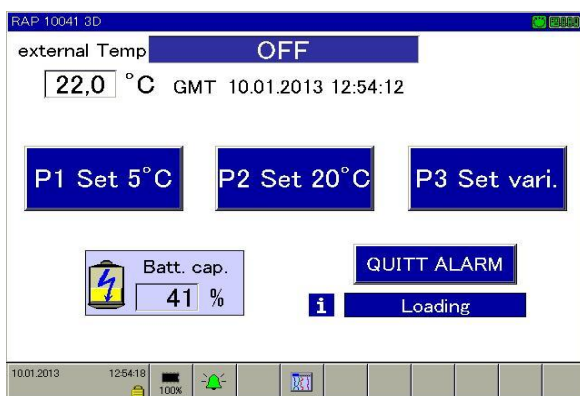 RAP 10041 3D
external Temp OFF
22,0 °C GMT 10.01.2013 12:54:12
P1 Set 5°C P2 Set 20°C P3 Set vari.
Batt. cap.
41 %
QUITT ALARM
i Loading
10.01.2013 12:54:18
100%